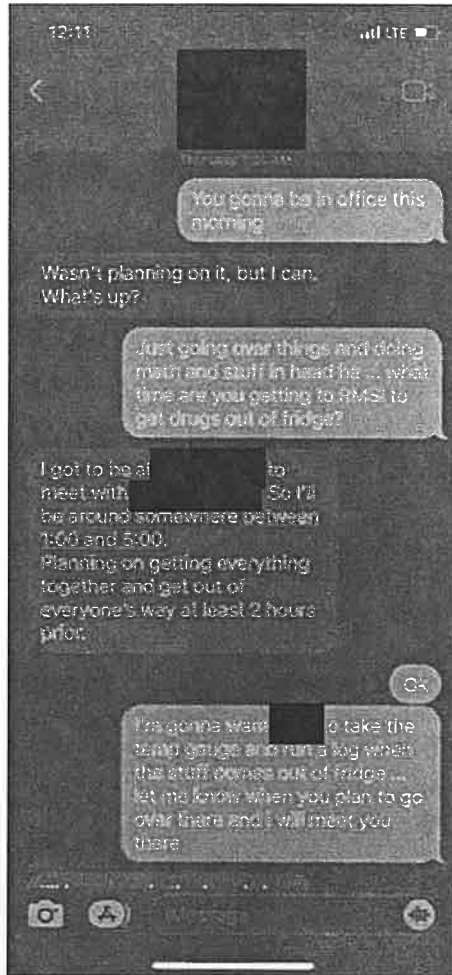 12:11
LTE
You gonna be in office this
morning
Wasn't planning on it, but I can.
What's up?
Just going over things and doing
math and stuff in head ha ... what
time are you getting to RMSI to
get drugs out of fridge?
I got to be at to
meet with So I'll
be around somewhere between
1:00 and 5:00.
Planning on getting everything
together and get out of
everyone's way at least 2 hours
prior.
Ok
I'm gonna want to take the
temp gauge and run a log when
the stuff comes out of fridge ...
let me know when you plan to go
over there and I will meet you
there